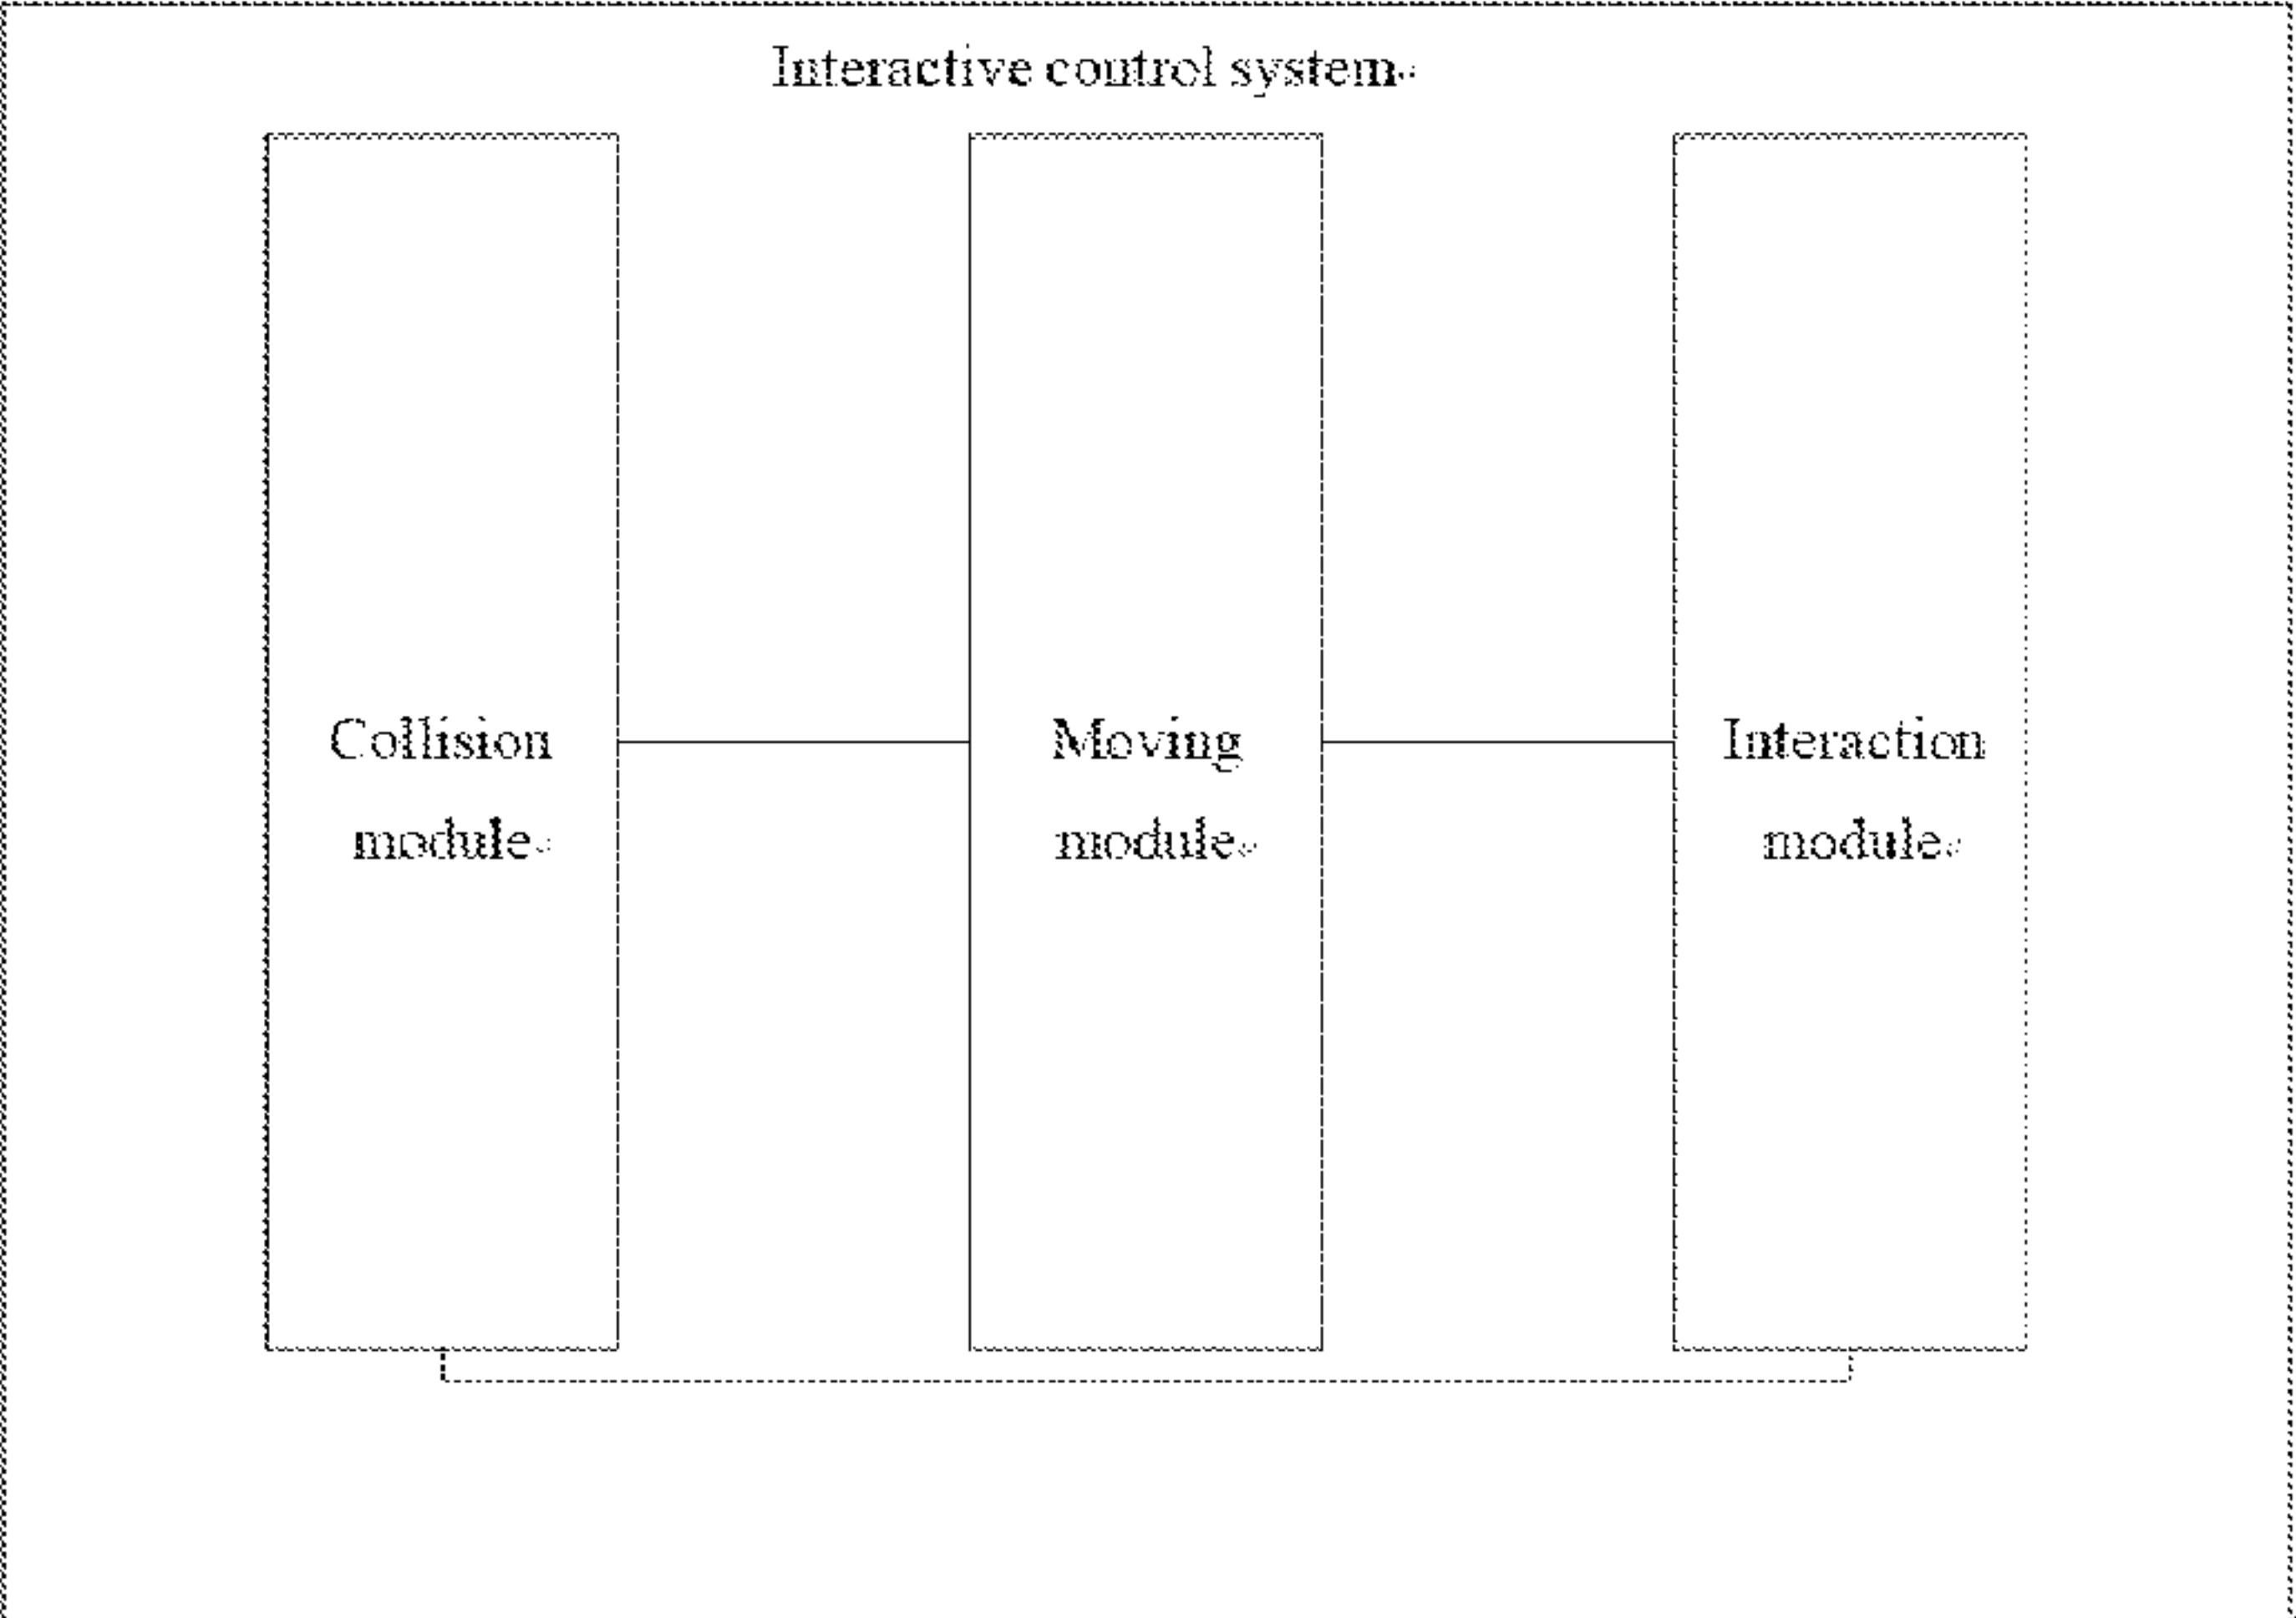 Interactive control system
Collision
module
Moving
module
Interaction
module